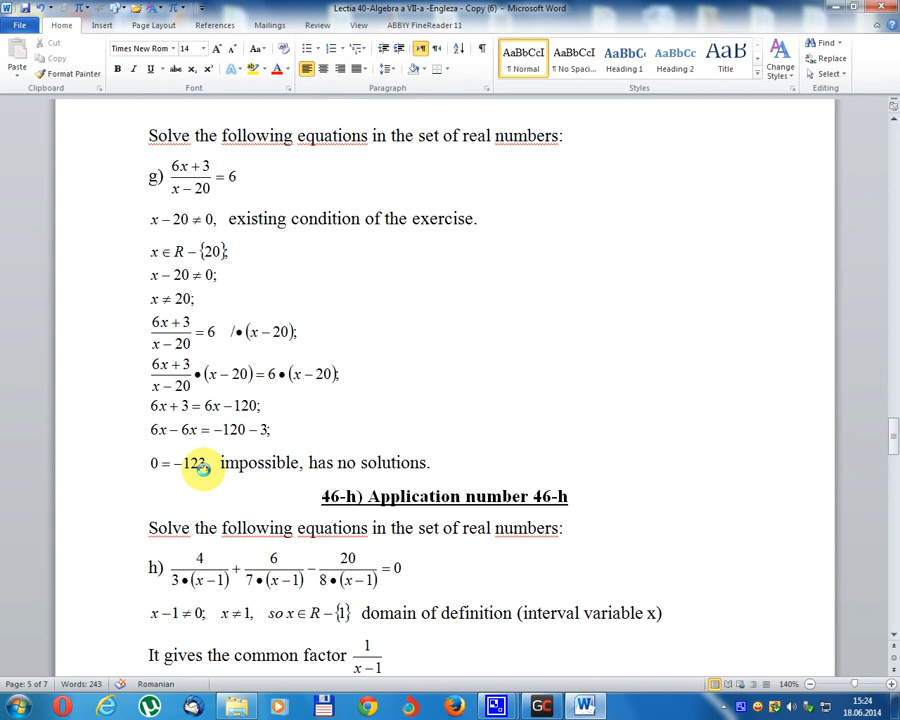 Lectia 40-Algebra a VII-a -Engleza - Copy (6) - Microsoft Word
File Home Insert Page Layout References Mailings Review View ABBYY FineReader 11
Cut
Copy
Format Painter
Paste
Times New Rom 14
AaBbCcI AaBbCcI AaBbC AaBbCc AaB
¶ Normal ¶ No Spaci... Heading 1 Heading 2 Title
Change Styles
Find
Replace
Select
Clipboard Font Paragraph Styles Editing
Solve the following equations in the set of real numbers:
g) (6x + 3)/(x − 20) = 6
x − 20 ≠ 0, existing condition of the exercise.
x ∈ R − {20};
x − 20 ≠ 0;
x ≠ 20;
(6x + 3)/(x − 20) = 6 /•(x − 20);
(6x + 3)/(x − 20) •(x − 20) = 6 •(x − 20);
6x + 3 = 6x − 120;
6x − 6x = −120 − 3;
0 = −123, impossible, has no solutions.
46-h) Application number 46-h
Solve the following equations in the set of real numbers:
h) 4/(3•(x − 1)) + 6/(7•(x − 1)) − 20/(8•(x − 1)) = 0
x − 1 ≠ 0; x ≠ 1, so x ∈ R − {1} domain of definition (interval variable x)
It gives the common factor 1/(x − 1)
Page: 5 of 7 Words: 243 Romanian 140%
15:24
18.06.2014